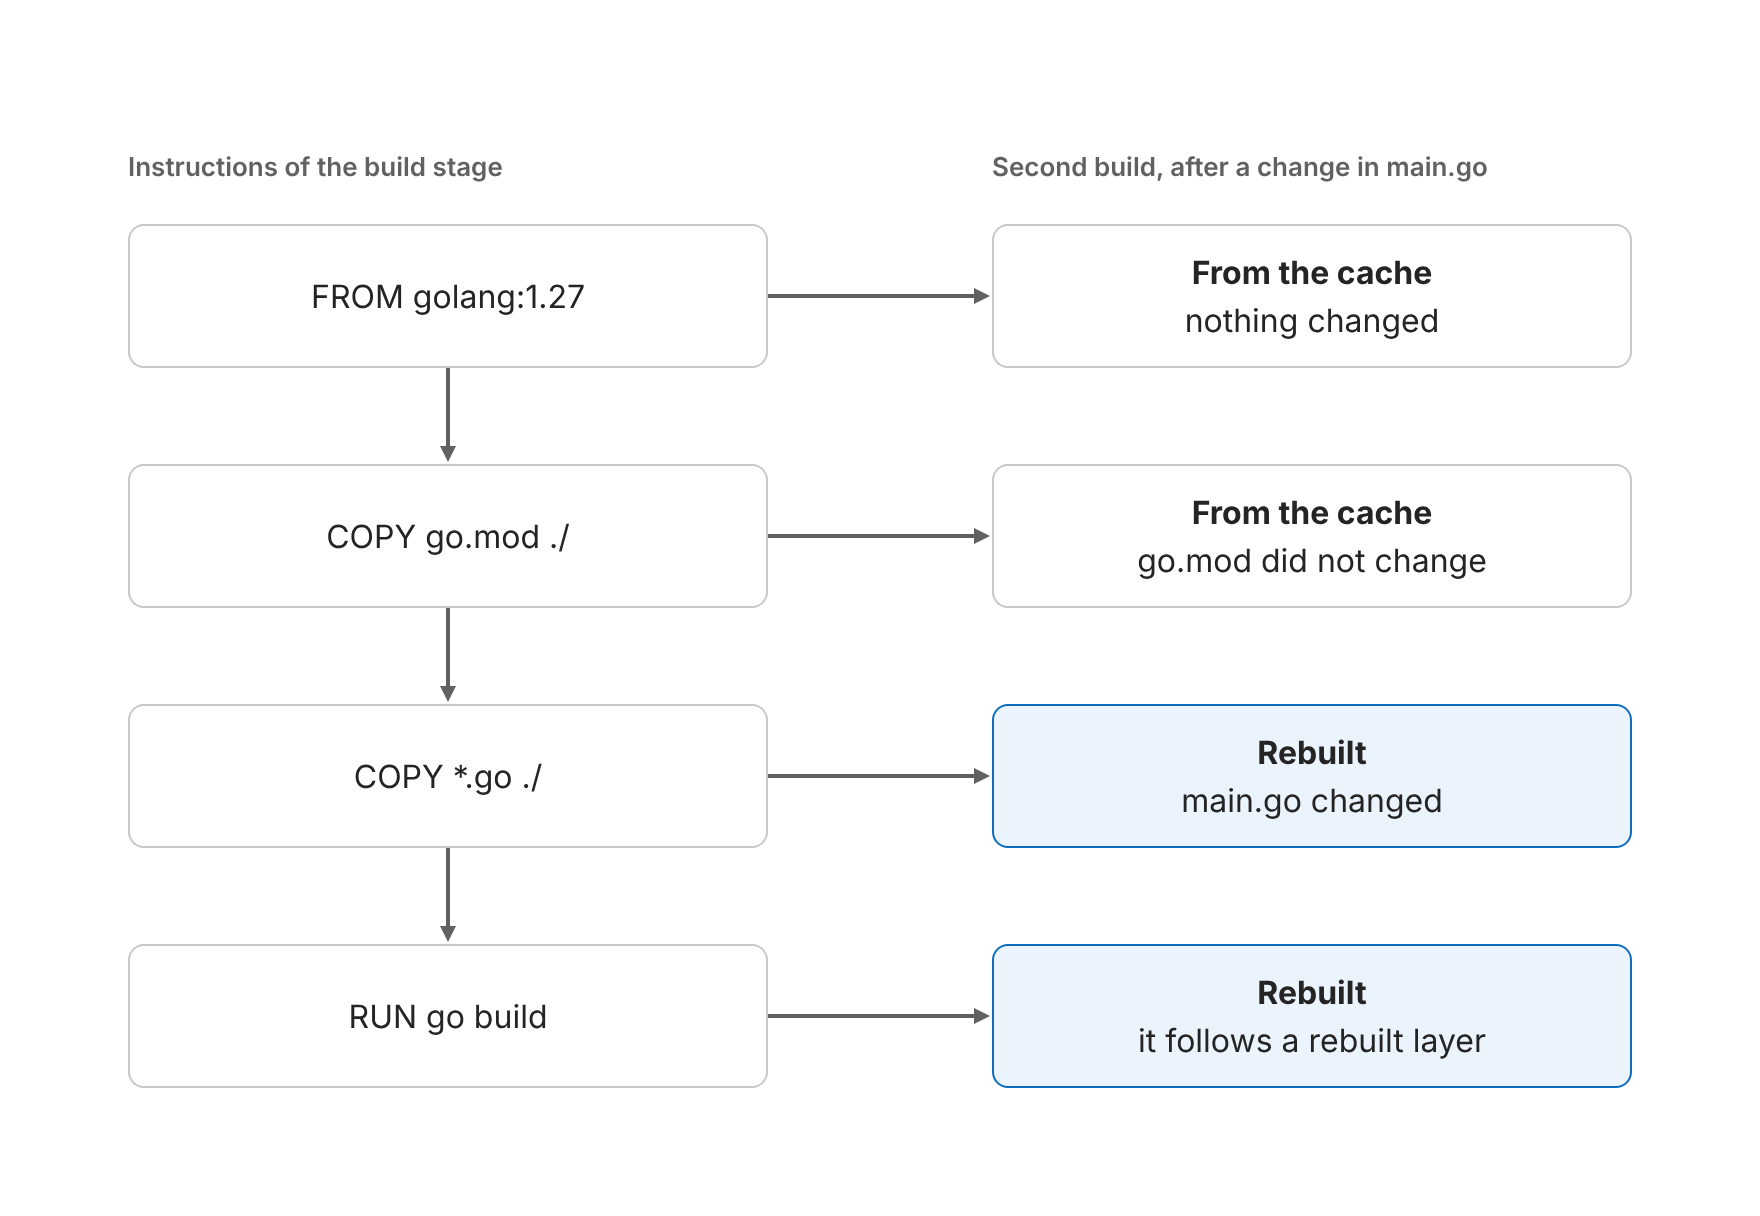 Instructions of the build stage
Second build, after a change in main.go
FROM golang:1.27
From the cache
nothing changed
COPY go.mod ./
From the cache
go.mod did not change
COPY *.go ./
Rebuilt
main.go changed
RUN go build
Rebuilt
it follows a rebuilt layer